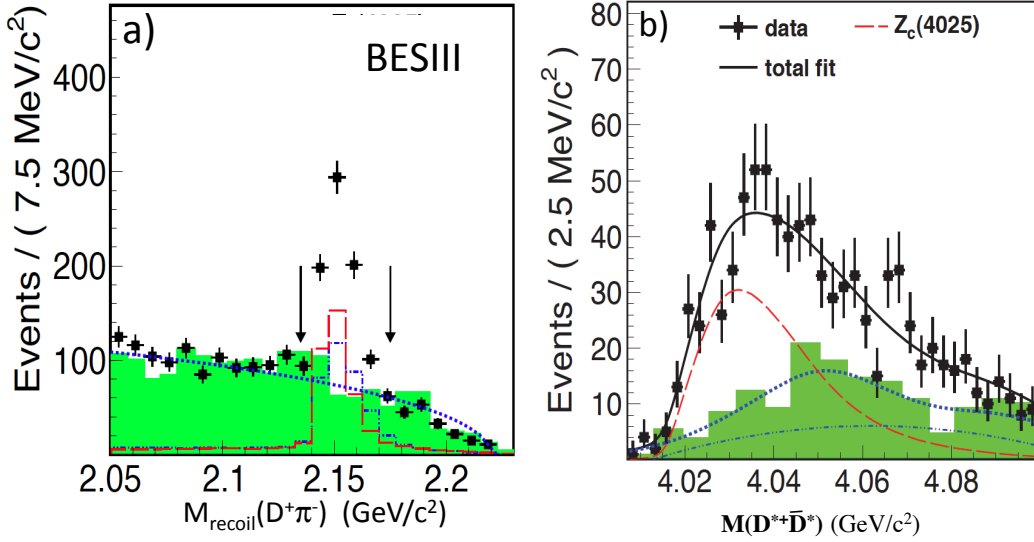 a)
BESIII
Events / ( 7.5 MeV/c²)
400
300
200
100
2.05 2.1 2.15 2.2
M_recoil(D⁺π⁻) (GeV/c²)
b)
data
Z_c(4025)
total fit
Events / ( 2.5 MeV/c²)
80
70
60
50
40
30
20
10
4.02 4.04 4.06 4.08
M(D*⁺D̄*) (GeV/c²)